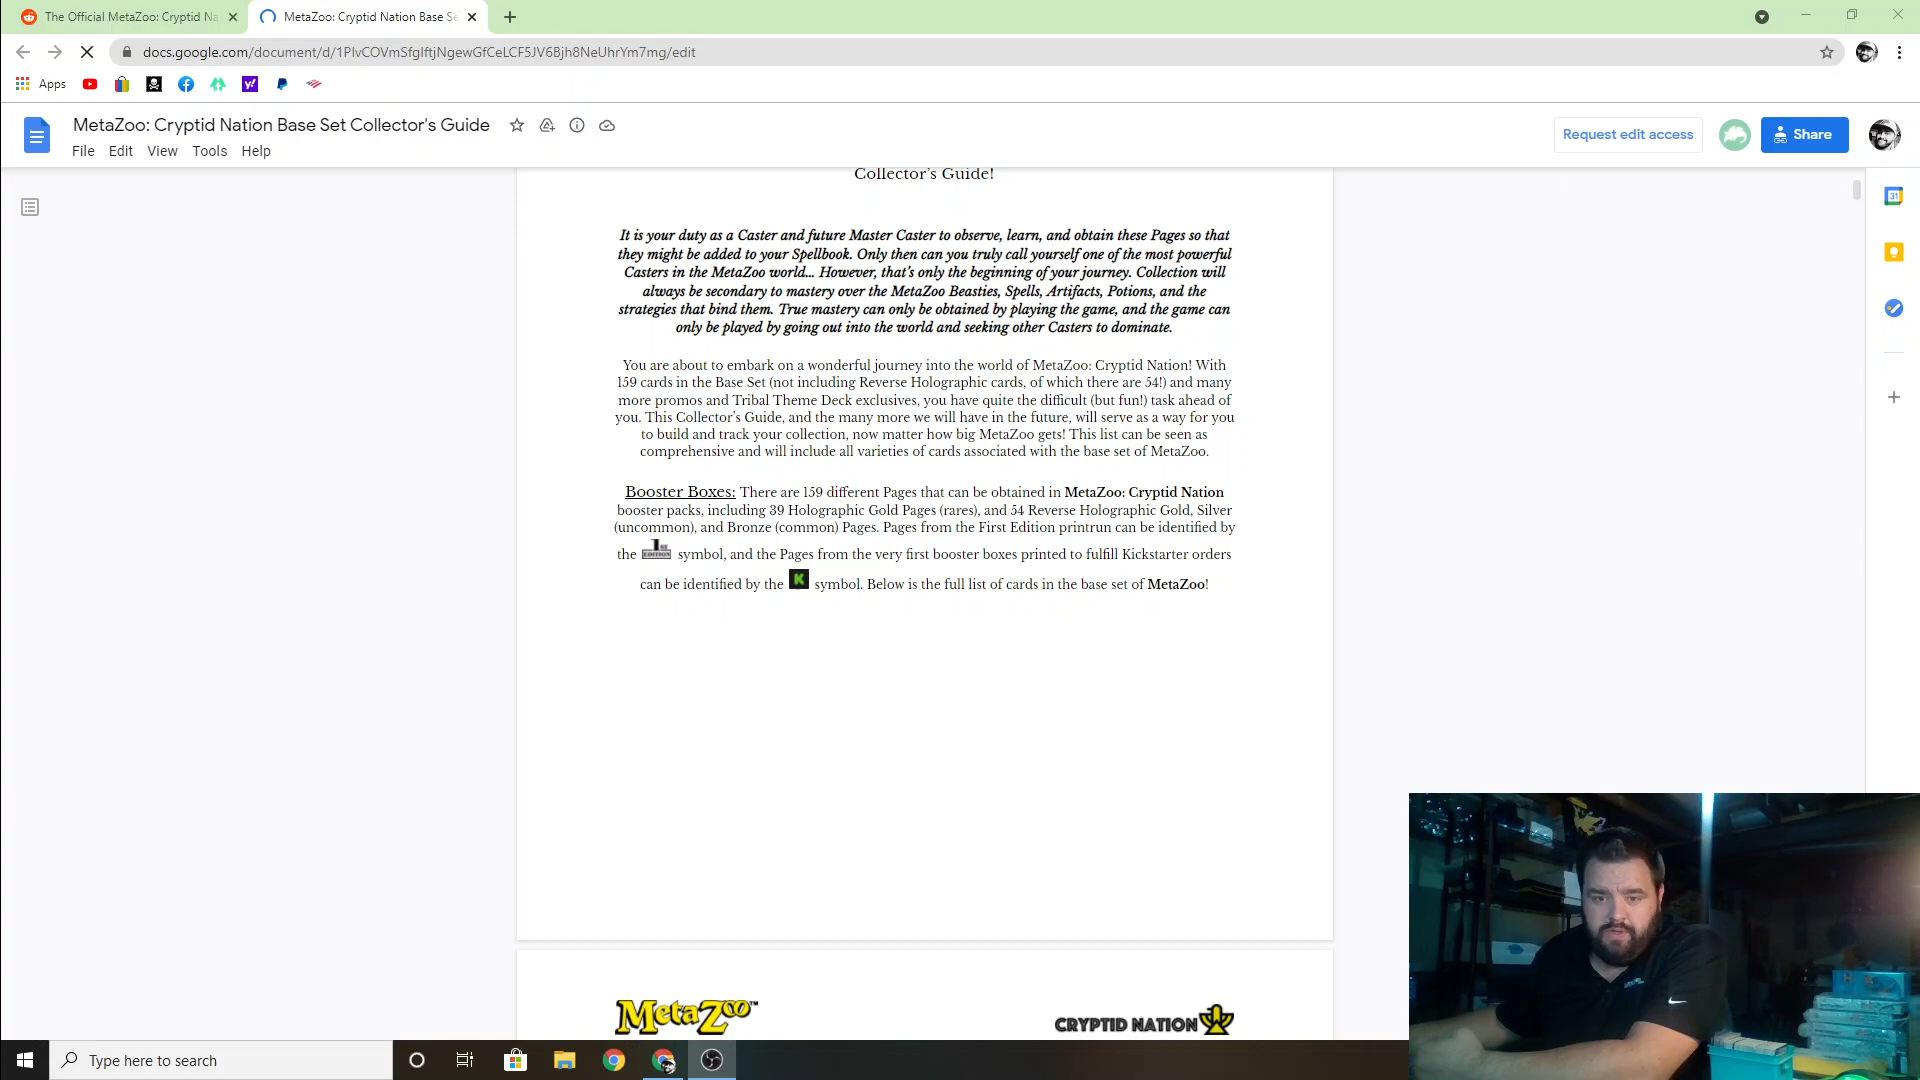 The Official MetaZoo: Cryptid Na
MetaZoo: Cryptid Nation Base Se
docs.google.com/document/d/1PIvCOVmSfgIftjNgewGfCeLCF5JV6Bjh8NeUhrYm7mg/edit
Apps
MetaZoo: Cryptid Nation Base Set Collector's Guide
Request edit access
Share
File Edit View Tools Help
Collector's Guide!
31
It is your duty as a Caster and future Master Caster to observe, learn, and obtain these Pages so that
they might be added to your Spellbook. Only then can you truly call yourself one of the most powerful
Casters in the MetaZoo world... However, that's only the beginning of your journey. Collection will
always be secondary to mastery over the MetaZoo Beasties, Spells, Artifacts, Potions, and the
strategies that bind them. True mastery can only be obtained by playing the game, and the game can
only be played by going out into the world and seeking other Casters to dominate.
You are about to embark on a wonderful journey into the world of MetaZoo: Cryptid Nation! With
159 cards in the Base Set (not including Reverse Holographic cards, of which there are 54!) and many
more promos and Tribal Theme Deck exclusives, you have quite the difficult (but fun!) task ahead of
you. This Collector's Guide, and the many more we will have in the future, will serve as a way for you
to build and track your collection, now matter how big MetaZoo gets! This list can be seen as
comprehensive and will include all varieties of cards associated with the base set of MetaZoo.
Booster Boxes: There are 159 different Pages that can be obtained in MetaZoo: Cryptid Nation
booster packs, including 39 Holographic Gold Pages (rares), and 54 Reverse Holographic Gold, Silver
(uncommon), and Bronze (common) Pages. Pages from the First Edition printrun can be identified by
the 1ST EDITION symbol, and the Pages from the very first booster boxes printed to fulfill Kickstarter orders
can be identified by the K symbol. Below is the full list of cards in the base set of MetaZoo!
MetaZoo™
CRYPTID NATION
Type here to search